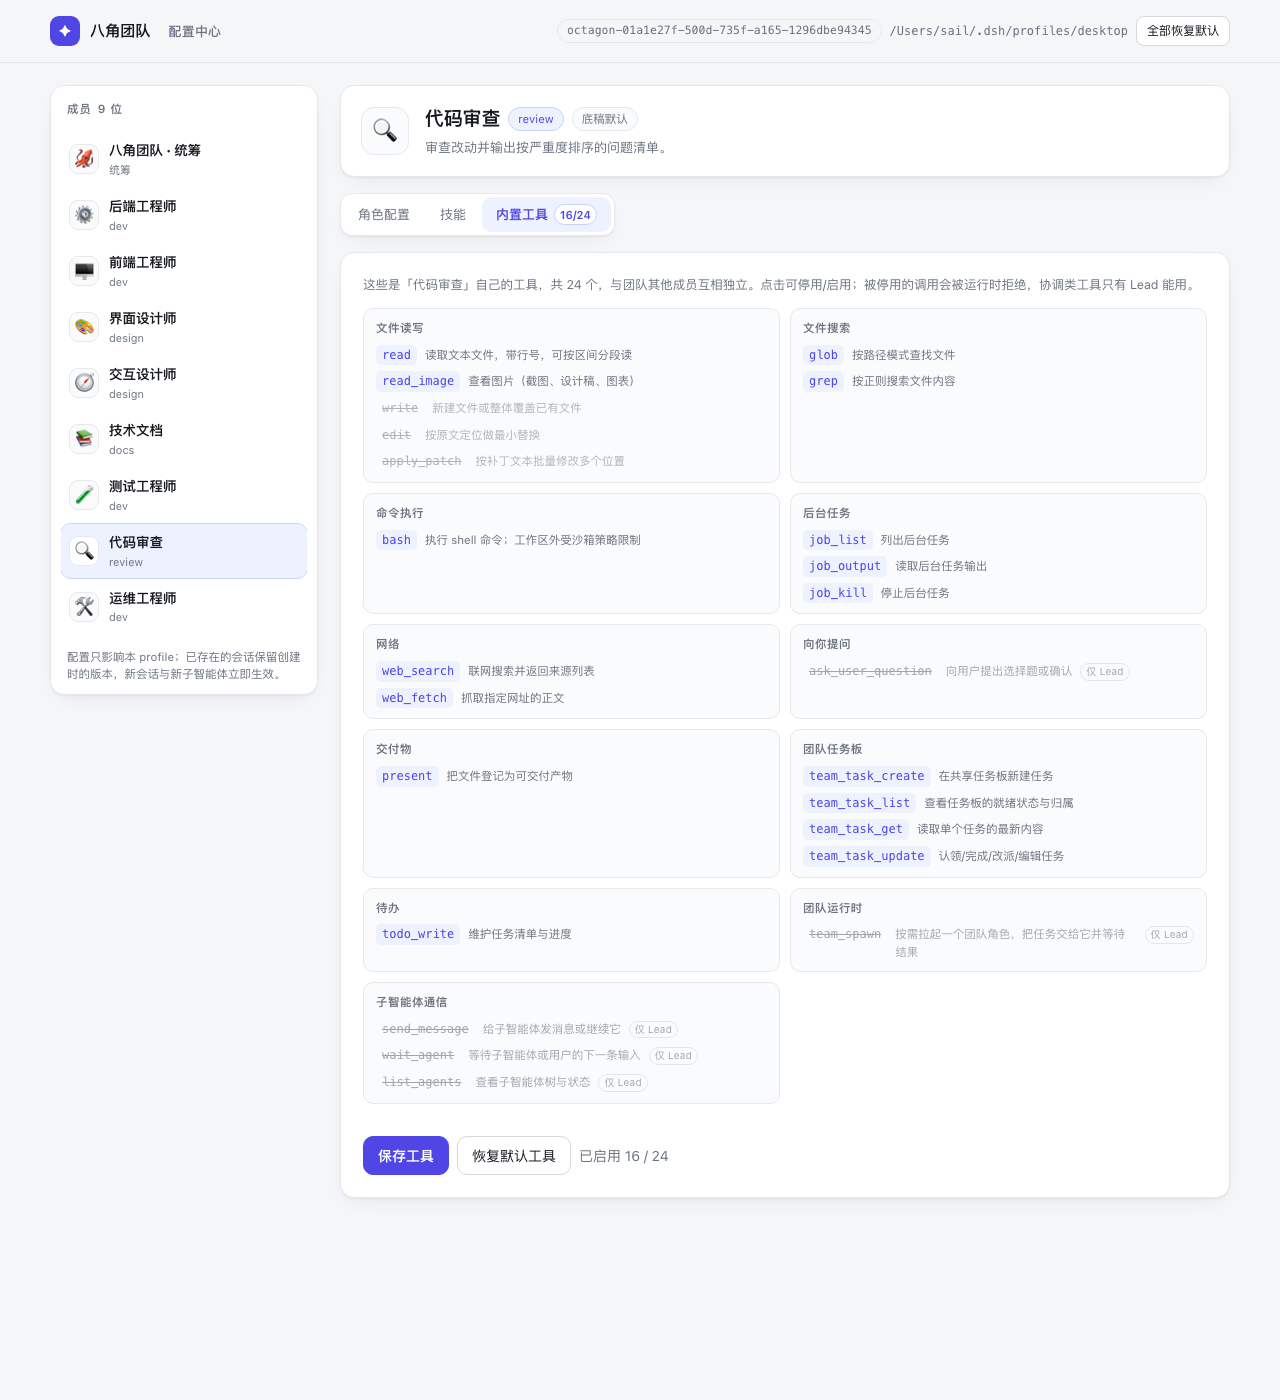 八角团队 配置中心 octagon-01a1e27f-500d-735f-a165-1296dbe94345 /Users/sail/.dsh/profiles/desktop 全部恢复默认
成员 9 位
八角团队 · 统筹
统筹
后端工程师
dev
前端工程师
dev
界面设计师
design
交互设计师
design
技术文档
docs
测试工程师
dev
代码审查
review
运维工程师
dev
配置只影响本 profile；已存在的会话保留创建
时的版本，新会话与新子智能体立即生效。
代码审查 review 底稿默认
审查改动并输出按严重度排序的问题清单。
角色配置 技能 内置工具 16/24
这些是「代码审查」自己的工具，共 24 个，与团队其他成员互相独立。点击可停用/启用；被停用的调用会被运行时拒绝，协调类工具只有 Lead 能用。
文件读写
read 读取文本文件，带行号，可按区间分段读
read_image 查看图片（截图、设计稿、图表）
write 新建文件或整体覆盖已有文件
edit 按原文定位做最小替换
apply_patch 按补丁文本批量修改多个位置
文件搜索
glob 按路径模式查找文件
grep 按正则搜索文件内容
命令执行
bash 执行 shell 命令；工作区外受沙箱策略限制
后台任务
job_list 列出后台任务
job_output 读取后台任务输出
job_kill 停止后台任务
网络
web_search 联网搜索并返回来源列表
web_fetch 抓取指定网址的正文
向你提问
ask_user_question 向用户提出选择题或确认 仅 Lead
交付物
present 把文件登记为可交付产物
团队任务板
team_task_create 在共享任务板新建任务
team_task_list 查看任务板的就绪状态与归属
team_task_get 读取单个任务的最新内容
team_task_update 认领/完成/改派/编辑任务
待办
todo_write 维护任务清单与进度
团队运行时
team_spawn 按需拉起一个团队角色，把任务交给它并等待 仅 Lead
结果
子智能体通信
send_message 给子智能体发消息或继续它 仅 Lead
wait_agent 等待子智能体或用户的下一条输入 仅 Lead
list_agents 查看子智能体树与状态 仅 Lead
保存工具 恢复默认工具 已启用 16 / 24